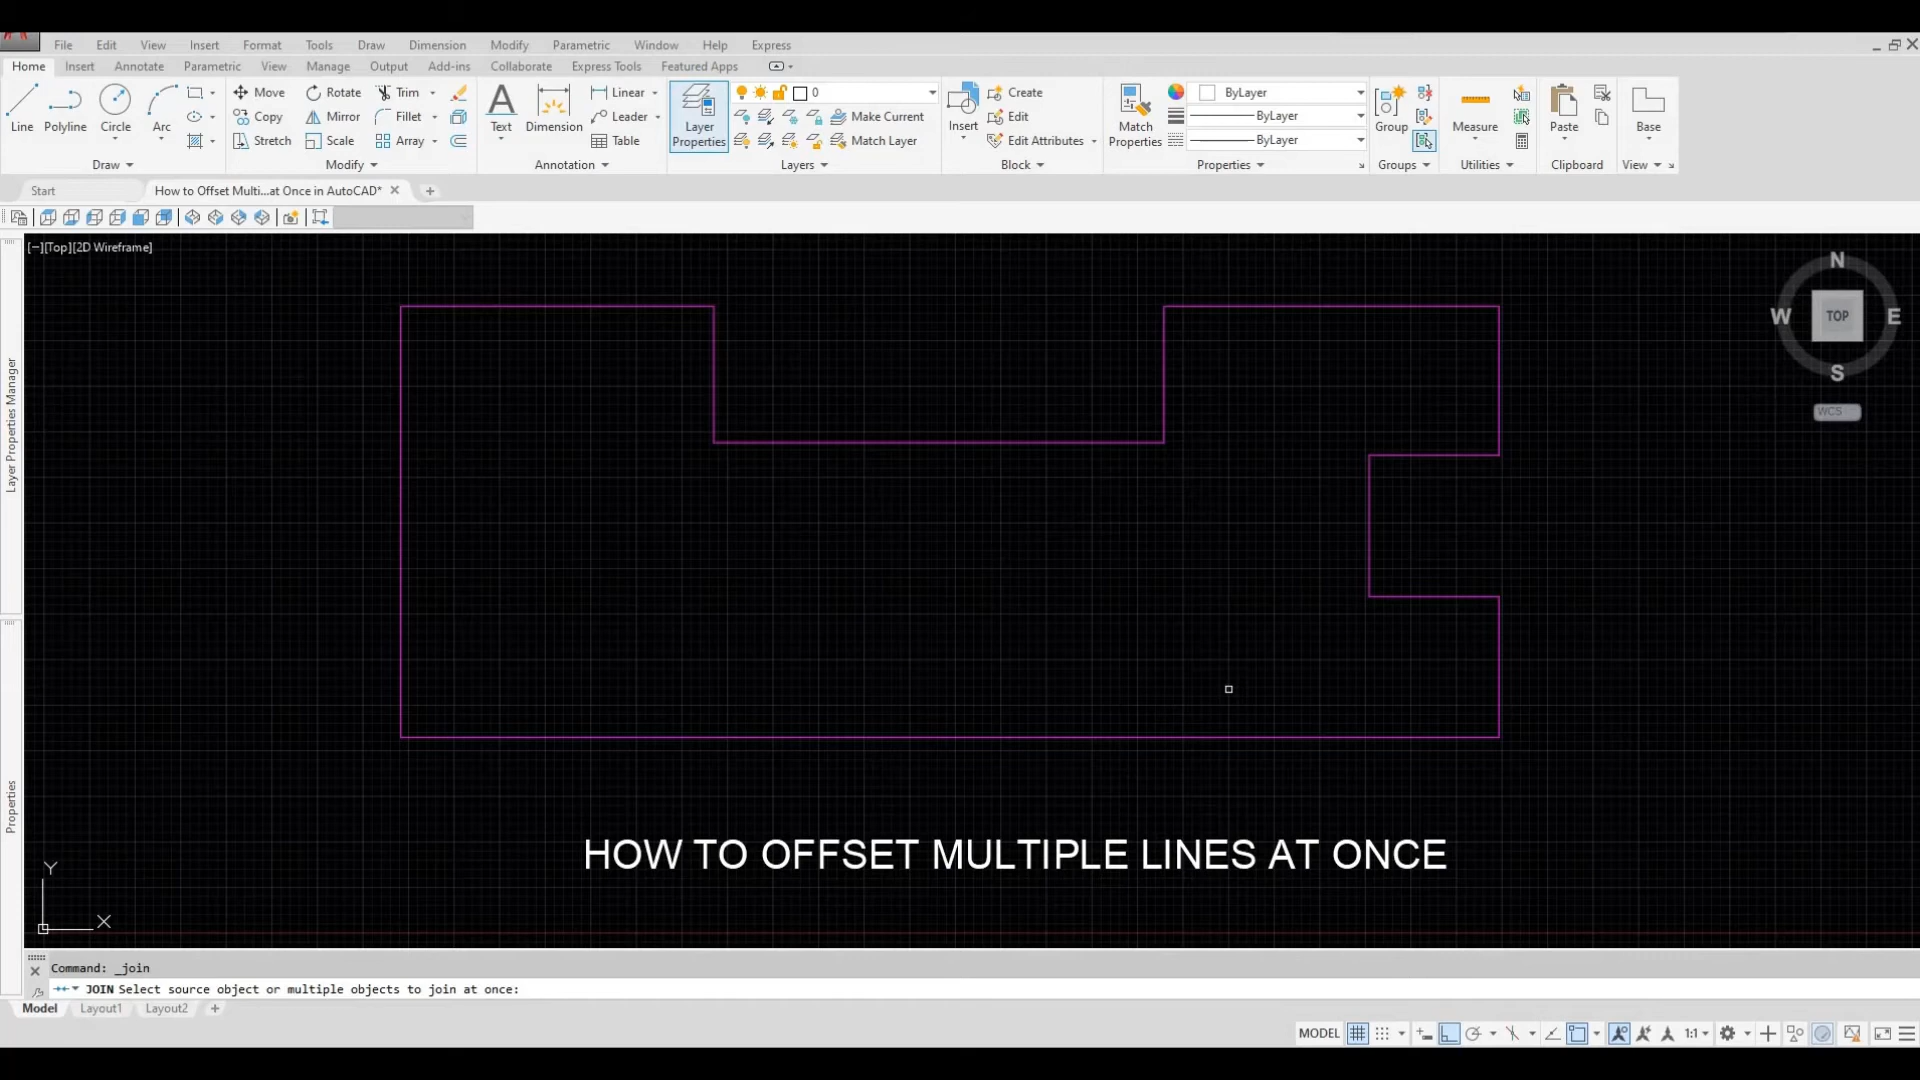 File Edit View Insert Format Tools Draw Dimension Modify Parametric Window Help Express
Home Insert Annotate Parametric View Manage Output Add-ins Collaborate Express Tools Featured Apps
Line Polyline Circle Arc
Move Rotate Trim
Copy Mirror Fillet
Stretch Scale Array
Text Dimension
Linear
Leader
Table
Layer Properties
0
Make Current
Match Layer
Insert
Create
Edit
Edit Attributes
Match Properties
ByLayer
ByLayer
ByLayer
Group
Measure
Paste
Base
Draw Modify Annotation Layers Block Properties Groups Utilities Clipboard View
Start How to Offset Multi...at Once in AutoCAD*
[−][Top][2D Wireframe]
N
W TOP E
S
WCS
Layer Properties Manager
Properties
HOW TO OFFSET MULTIPLE LINES AT ONCE
Y
X
Command: _join
JOIN Select source object or multiple objects to join at once:
Model Layout1 Layout2 +
MODEL 1:1